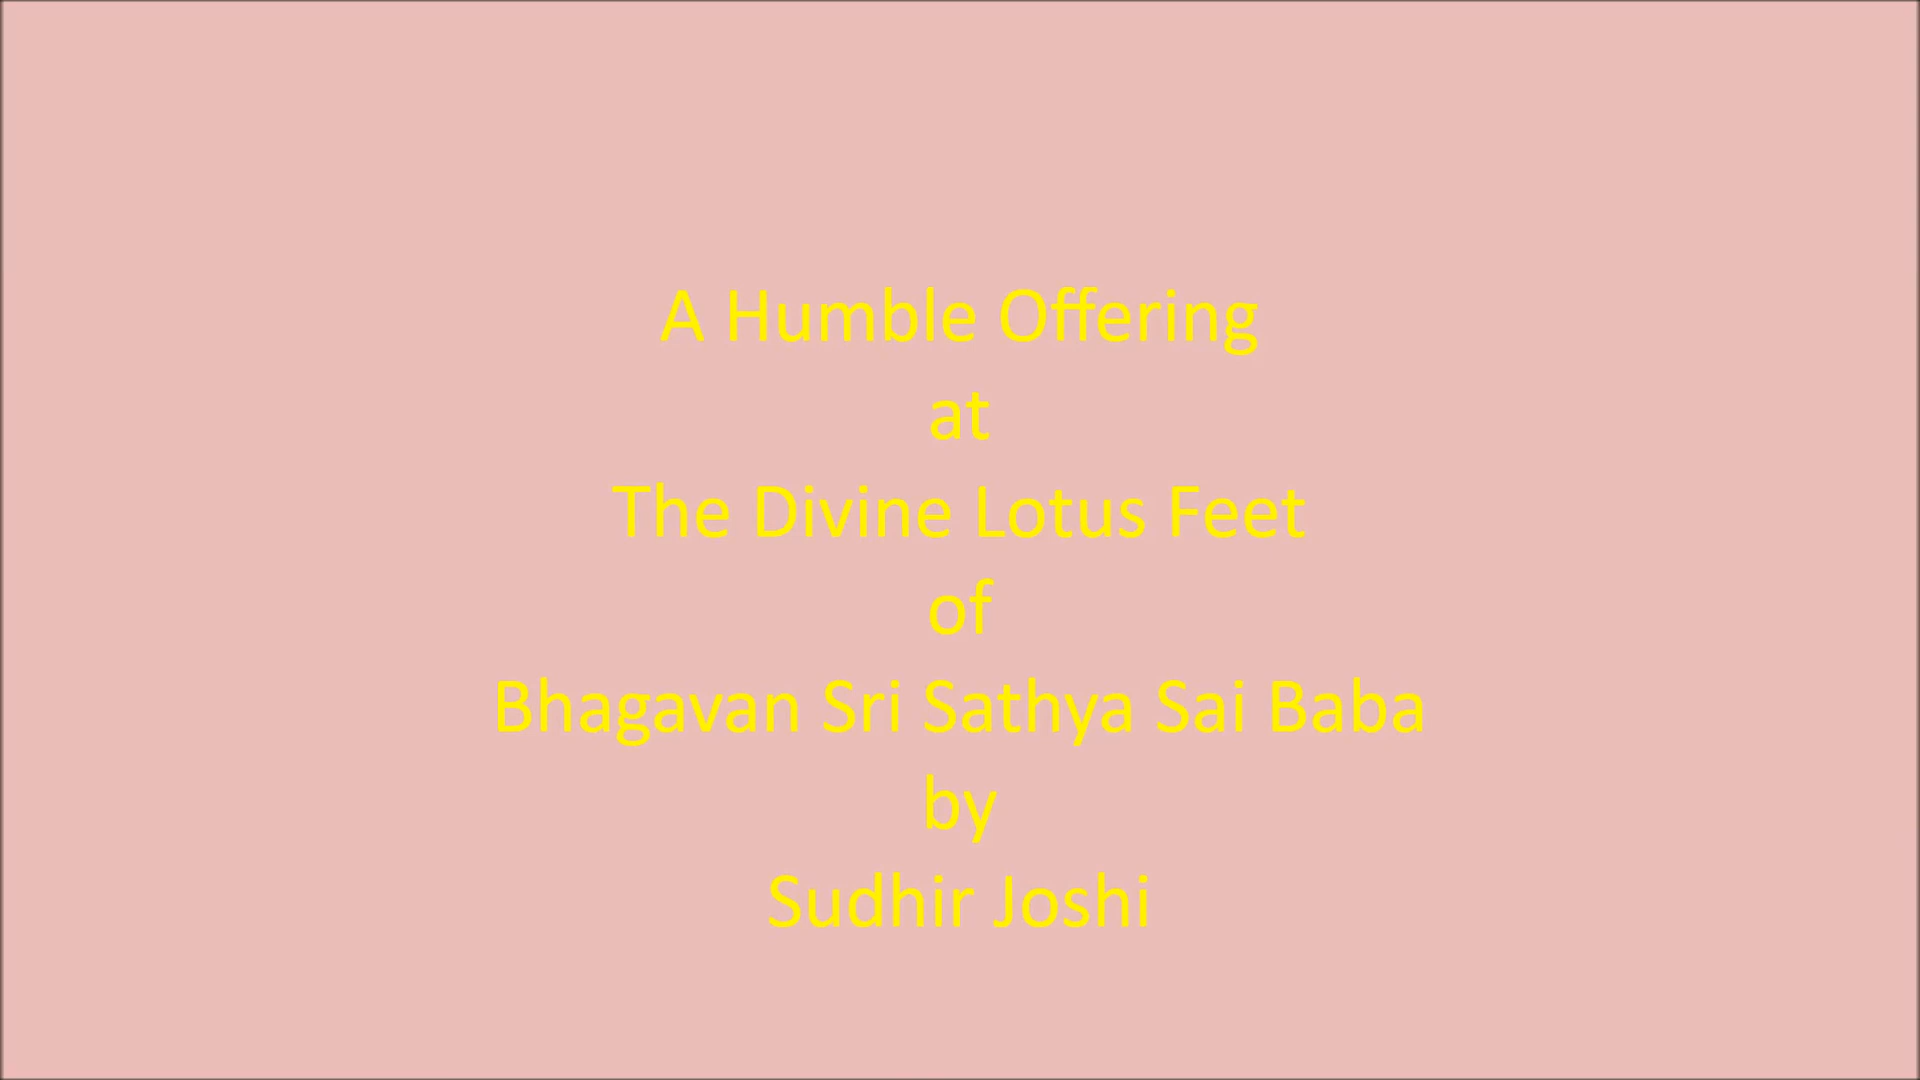 A Humble Offering
at
The Divine Lotus Feet
of
Bhagavan Sri Sathya Sai Baba
by
Sudhir Joshi